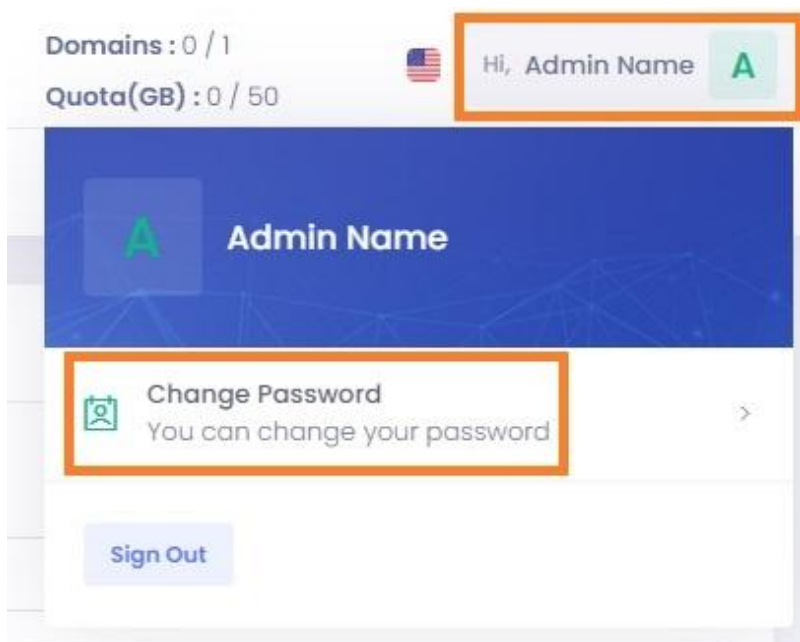 Domains : 0 / 1
Quota(GB) : 0 / 50
Hi, Admin Name A
A Admin Name
Change Password
You can change your password
Sign Out